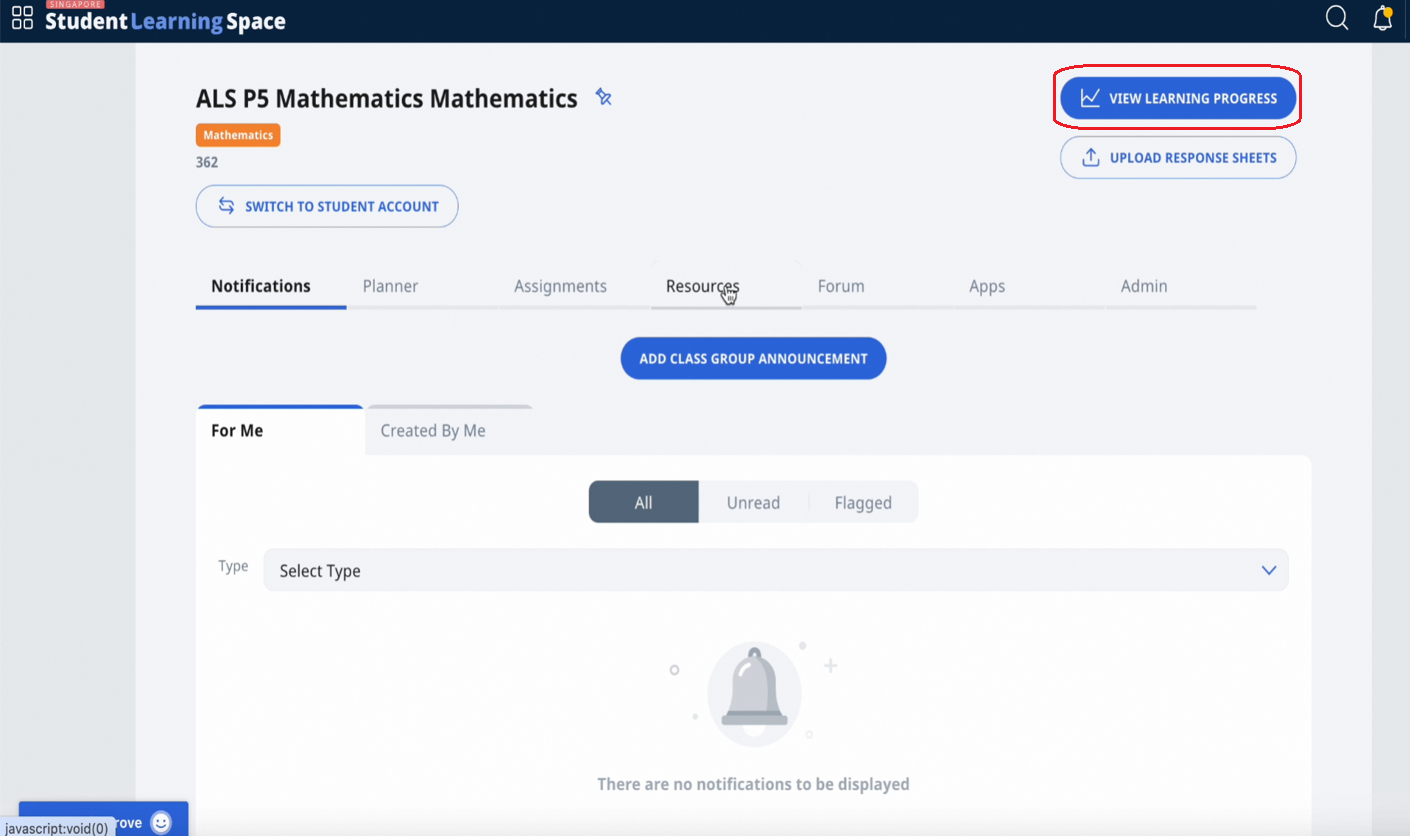 SINGAPORE
Student Learning Space
ALS P5 Mathematics Mathematics
VIEW LEARNING PROGRESS
Mathematics
362
UPLOAD RESPONSE SHEETS
SWITCH TO STUDENT ACCOUNT
Notifications Planner Assignments Resources Forum Apps Admin
ADD CLASS GROUP ANNOUNCEMENT
For Me Created By Me
All Unread Flagged
Type Select Type
There are no notifications to be displayed
rove
javascript:void(0)